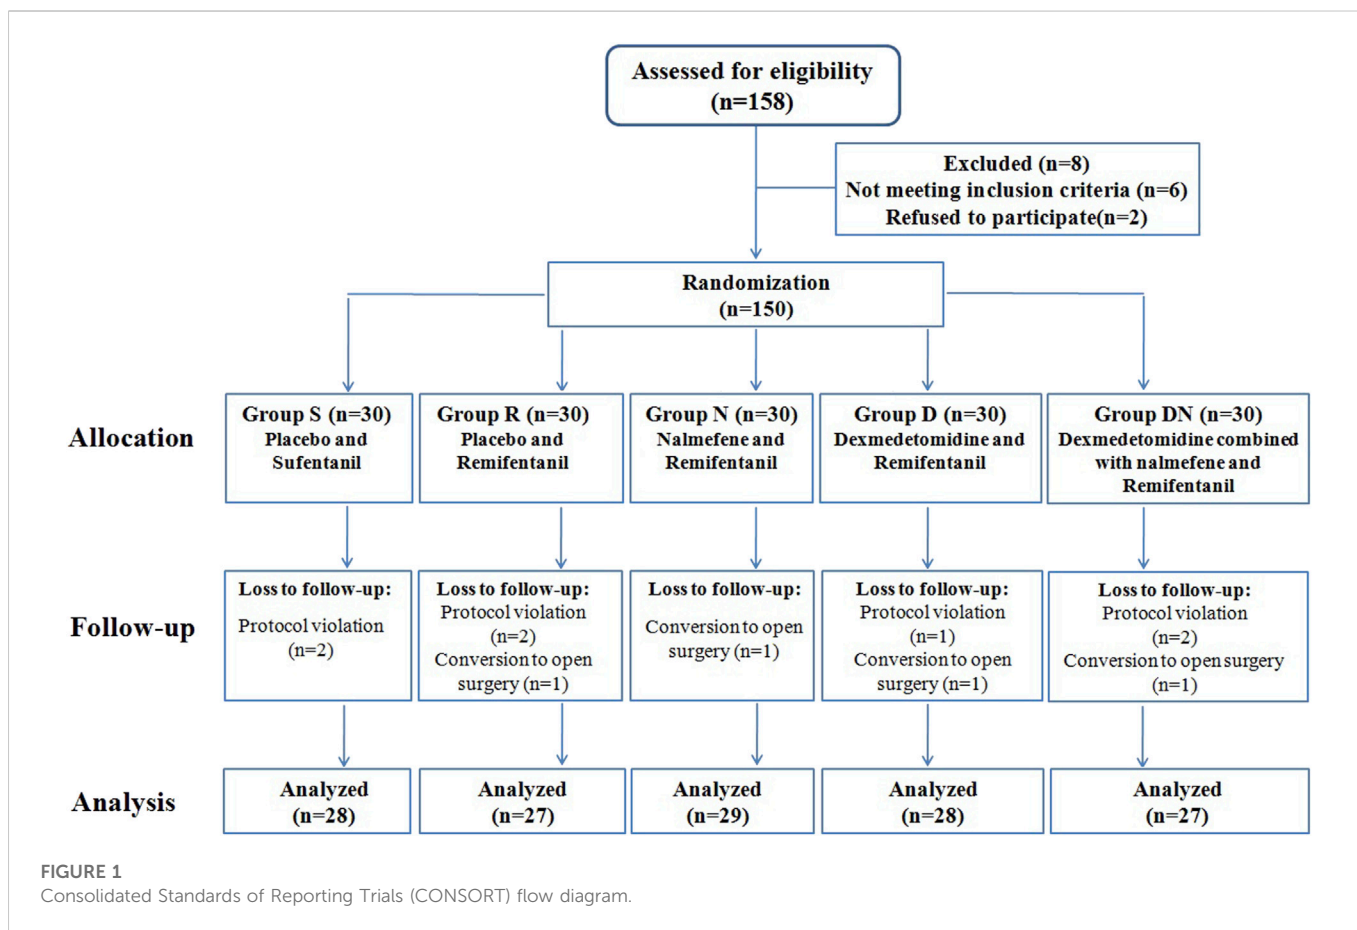 Assessed for eligibility
(n=158)
Excluded (n=8)
Not meeting inclusion criteria (n=6)
Refused to participate(n=2)
Randomization
(n=150)
Allocation
Group S (n=30)
Placebo and
Sufentanil
Group R (n=30)
Placebo and
Remifentanil
Group N (n=30)
Nalmefene and
Remifentanil
Group D (n=30)
Dexmedetomidine and
Remifentanil
Group DN (n=30)
Dexmedetomidine combined
with nalmefene and
Remifentanil
Follow-up
Loss to follow-up:
Protocol violation
(n=2)
Loss to follow-up:
Protocol violation
(n=2)
Conversion to open
surgery (n=1)
Loss to follow-up:
Conversion to open
surgery (n=1)
Loss to follow-up:
Protocol violation
(n=1)
Conversion to open
surgery (n=1)
Loss to follow-up:
Protocol violation
(n=2)
Conversion to open surgery
(n=1)
Analysis
Analyzed
(n=28)
Analyzed
(n=27)
Analyzed
(n=29)
Analyzed
(n=28)
Analyzed
(n=27)
FIGURE 1
Consolidated Standards of Reporting Trials (CONSORT) flow diagram.